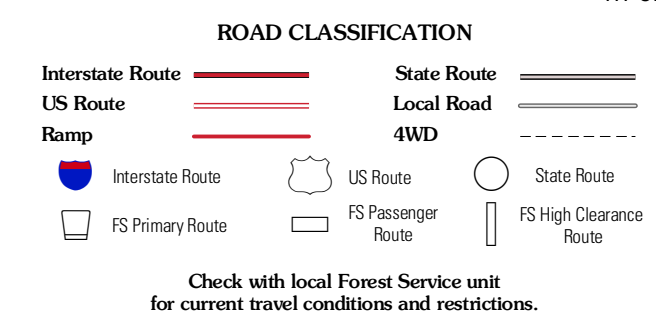 ROAD CLASSIFICATION
Interstate Route
State Route
US Route
Local Road
Ramp
4WD
Interstate Route
US Route
State Route
FS Primary Route
FS Passenger
Route
FS High Clearance
Route
Check with local Forest Service unit
for current travel conditions and restrictions.